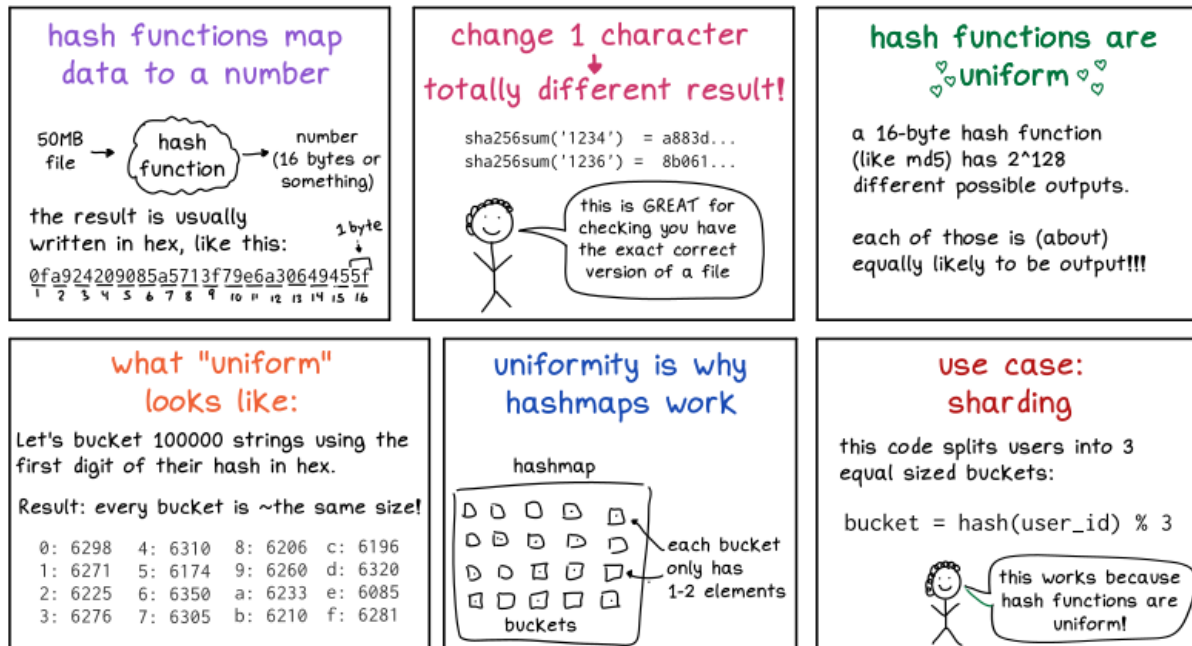 hash functions map
data to a number
50MB
file
hash
function
number
(16 bytes or
something)
the result is usually
written in hex, like this:
1 byte
0fa924209085a5713f79e6a30649455f
1 2 3 4 5 6 7 8 9 10 11 12 13 14 15 16
change 1 character
totally different result!
sha256sum('1234') = a883d...
sha256sum('1236') = 8b061...
this is GREAT for
checking you have
the exact correct
version of a file
hash functions are
uniform
a 16-byte hash function
(like md5) has 2^128
different possible outputs.
each of those is (about)
equally likely to be output!!!
what "uniform"
looks like:
Let's bucket 100000 strings using the
first digit of their hash in hex.
Result: every bucket is ~the same size!
0: 6298 4: 6310 8: 6206 c: 6196
1: 6271 5: 6174 9: 6260 d: 6320
2: 6225 6: 6350 a: 6233 e: 6085
3: 6276 7: 6305 b: 6210 f: 6281
uniformity is why
hashmaps work
hashmap
each bucket
only has
1-2 elements
buckets
use case:
sharding
this code splits users into 3
equal sized buckets:
bucket = hash(user_id) % 3
this works because
hash functions are
uniform!